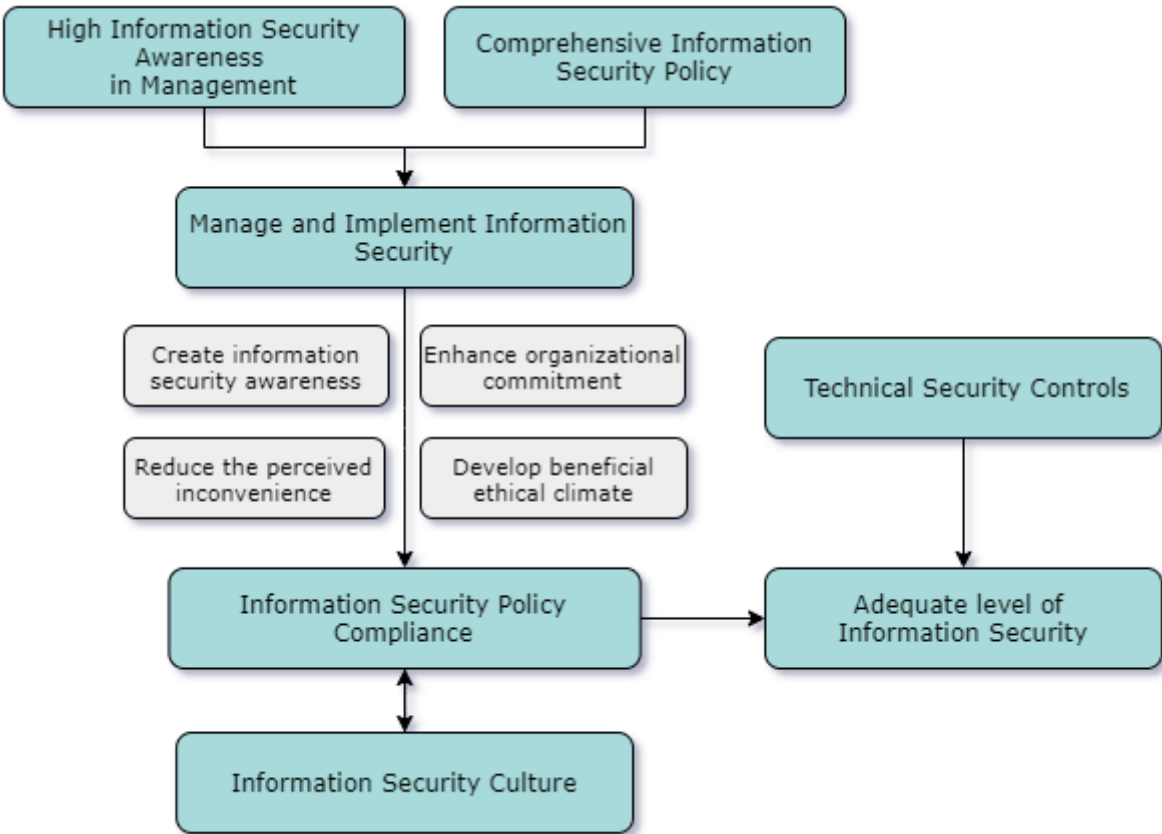 High Information Security
Awareness
in Management
Comprehensive Information
Security Policy
Manage and Implement Information
Security
Create information
security awareness
Enhance organizational
commitment
Technical Security Controls
Reduce the perceived
inconvenience
Develop beneficial
ethical climate
Information Security Policy
Compliance
Adequate level of
Information Security
Information Security Culture